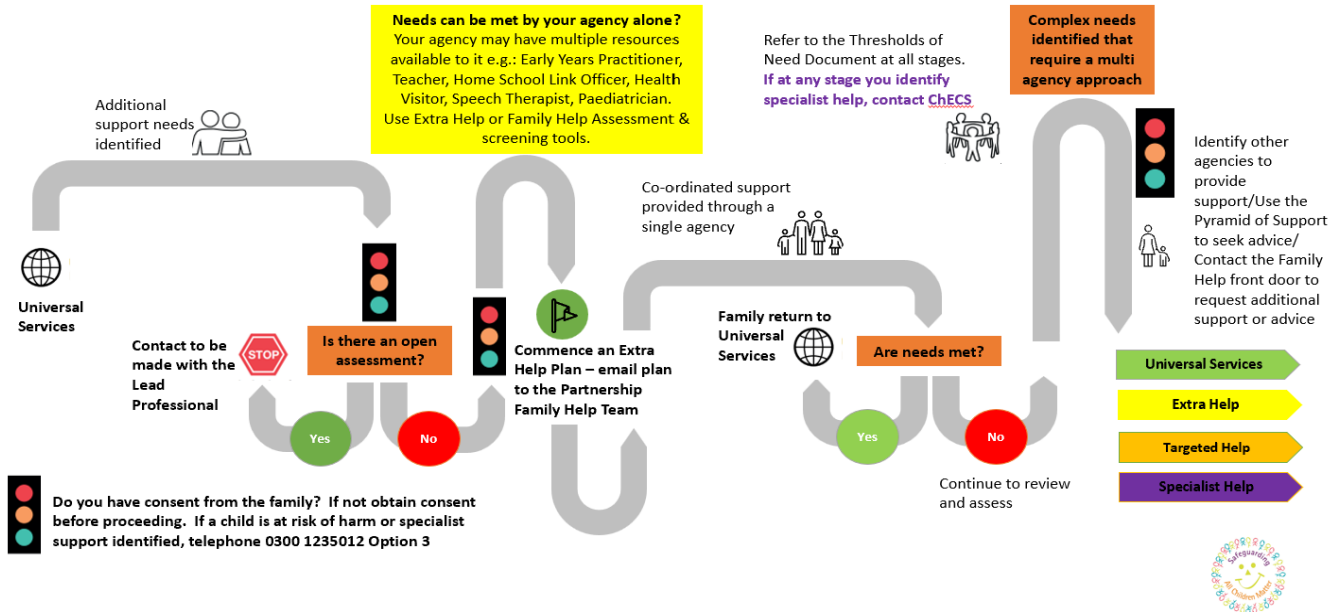 Additional
support needs
identified
Universal
Services
Contact to be
made with the
Lead
Professional
STOP
Is there an open
assessment?
Yes
No
Needs can be met by your agency alone?
Your agency may have multiple resources
available to it e.g.: Early Years Practitioner,
Teacher, Home School Link Officer, Health
Visitor, Speech Therapist, Paediatrician.
Use Extra Help or Family Help Assessment &
screening tools.
Commence an Extra
Help Plan – email plan
to the Partnership
Family Help Team
Co-ordinated support
provided through a
single agency
Family return to
Universal
Services
Are needs met?
Yes
No
Continue to review
and assess
Refer to the Thresholds of
Need Document at all stages.
If at any stage you identify
specialist help, contact ChECS
Complex needs
identified that
require a multi
agency approach
Identify other
agencies to
provide
support/Use the
Pyramid of Support
to seek advice/
Contact the Family
Help front door to
request additional
support or advice
Universal Services
Extra Help
Targeted Help
Specialist Help
Do you have consent from the family? If not obtain consent
before proceeding. If a child is at risk of harm or specialist
support identified, telephone 0300 1235012 Option 3
Safeguarding
All Children Matter